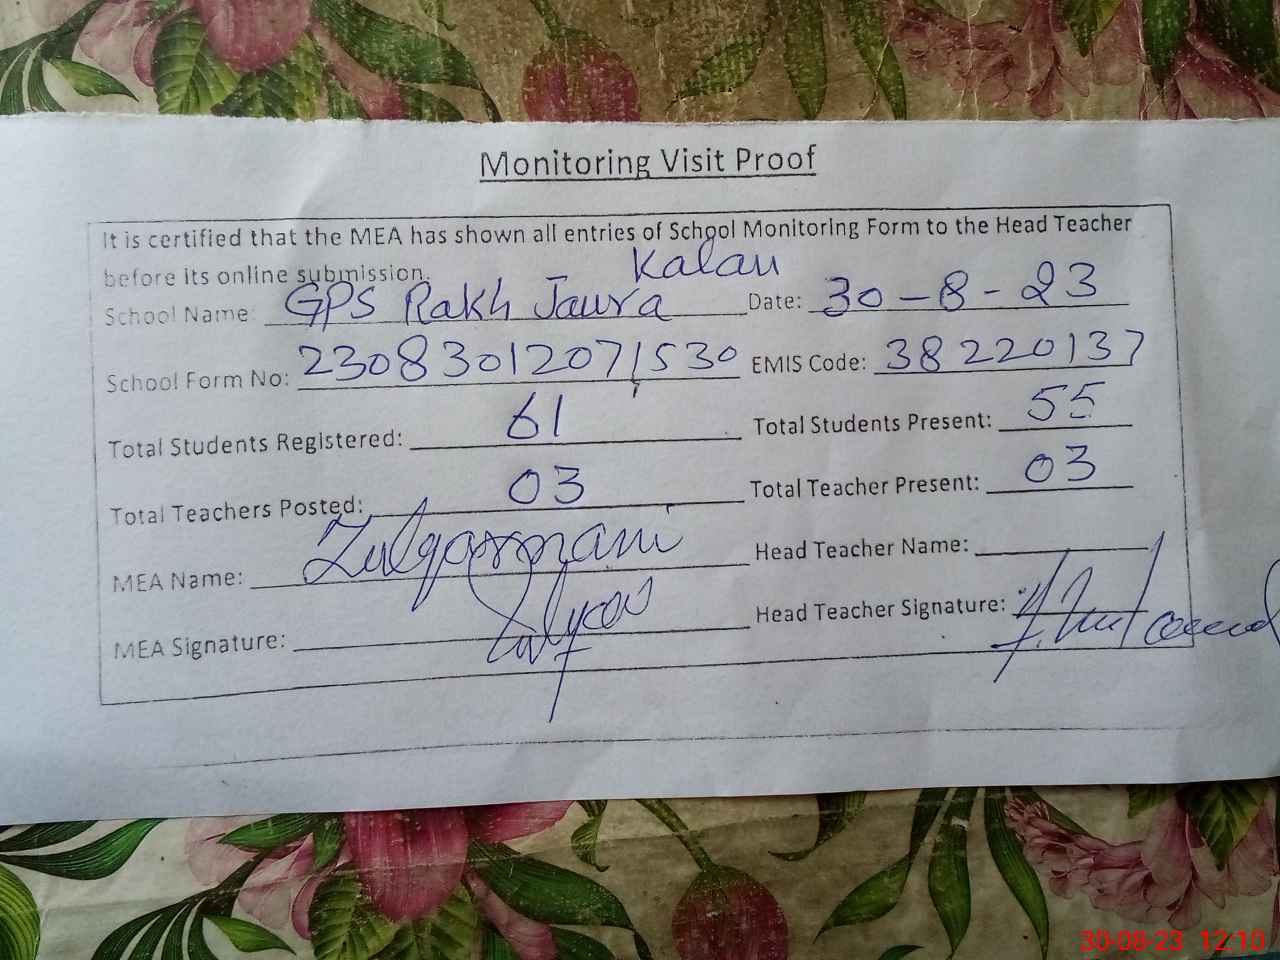 Monitoring Visit Proof
It is certified that the MEA has shown all entries of School Monitoring Form to the Head Teacher
before its online submission.
Kalan
School Name: GPS Rakh Jaura Date: 30-8-23
School Form No: 23083012071530 EMIS Code: 38220137
Total Students Registered: 61 Total Students Present: 55
Total Teachers Posted: 03 Total Teacher Present: 03
MEA Name: Zulqarnain Head Teacher Name:
MEA Signature: Head Teacher Signature:
30-08-23 12:10